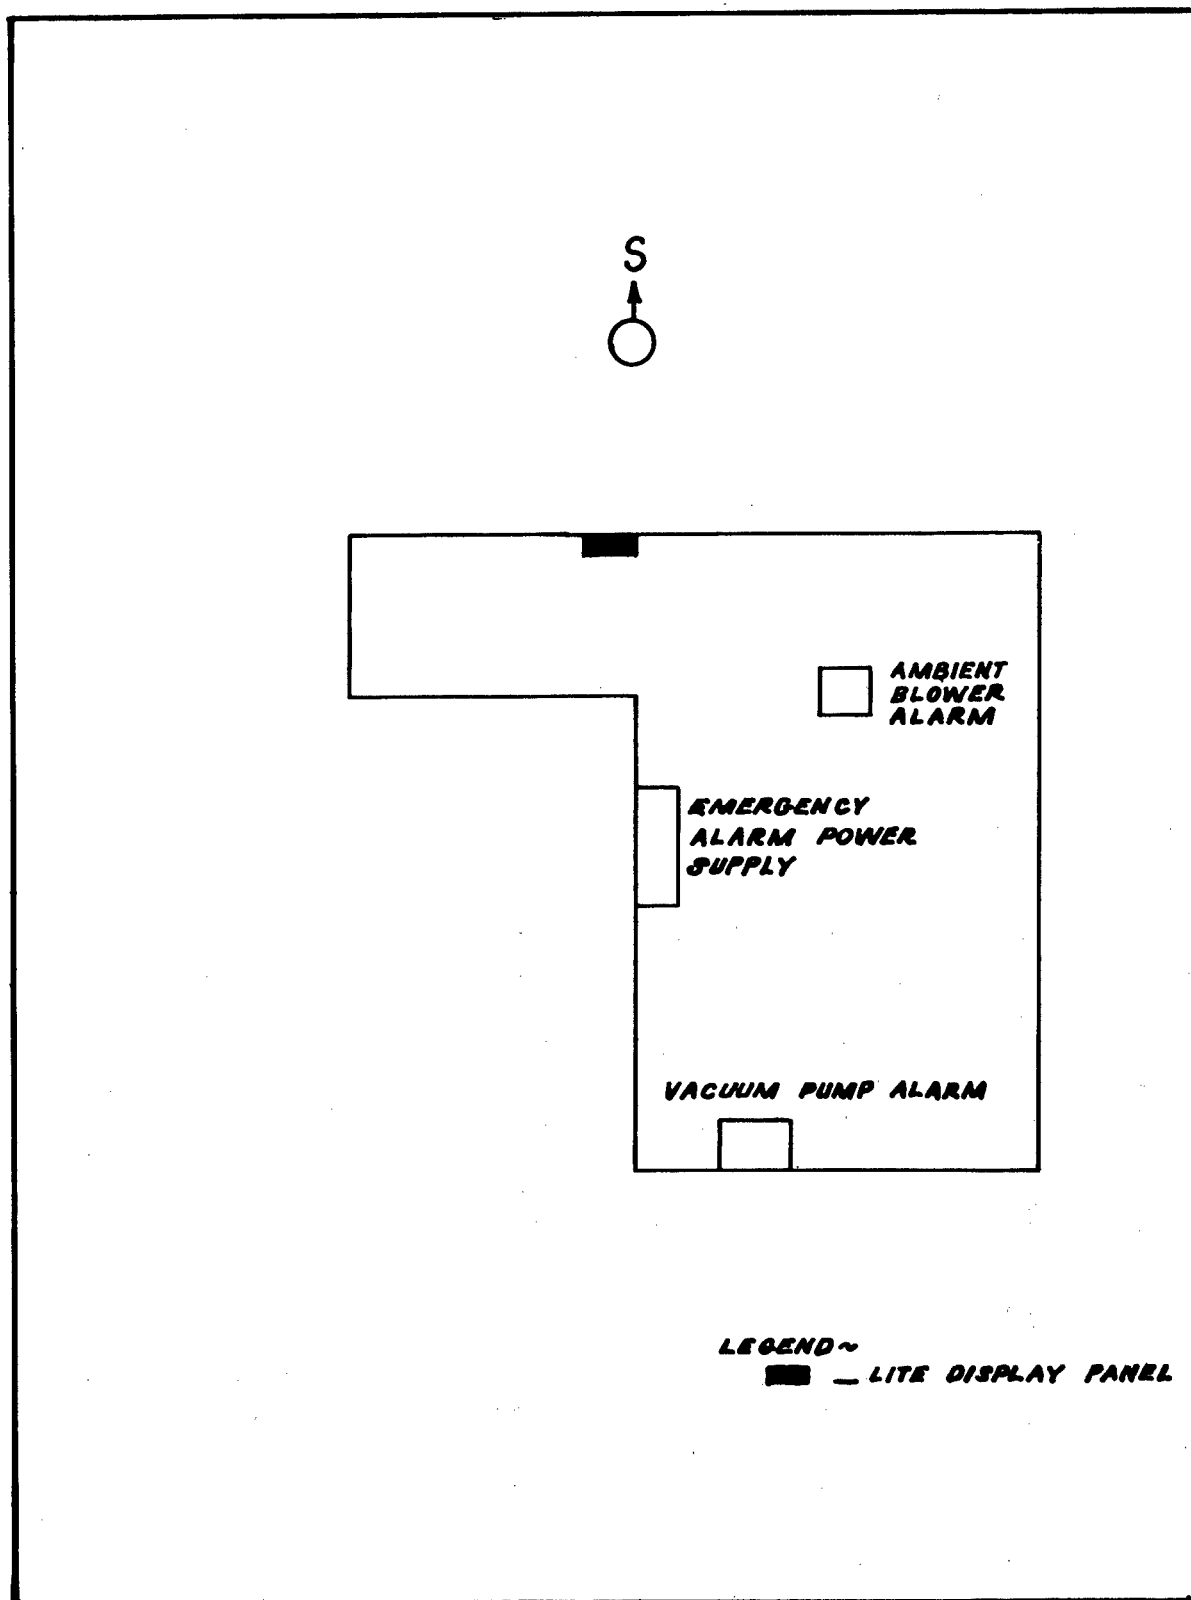 S
AMBIENT
BLOWER
ALARM
EMERGENCY
ALARM POWER
SUPPLY
VACUUM PUMP ALARM
LEGEND~
— LITE DISPLAY PANEL